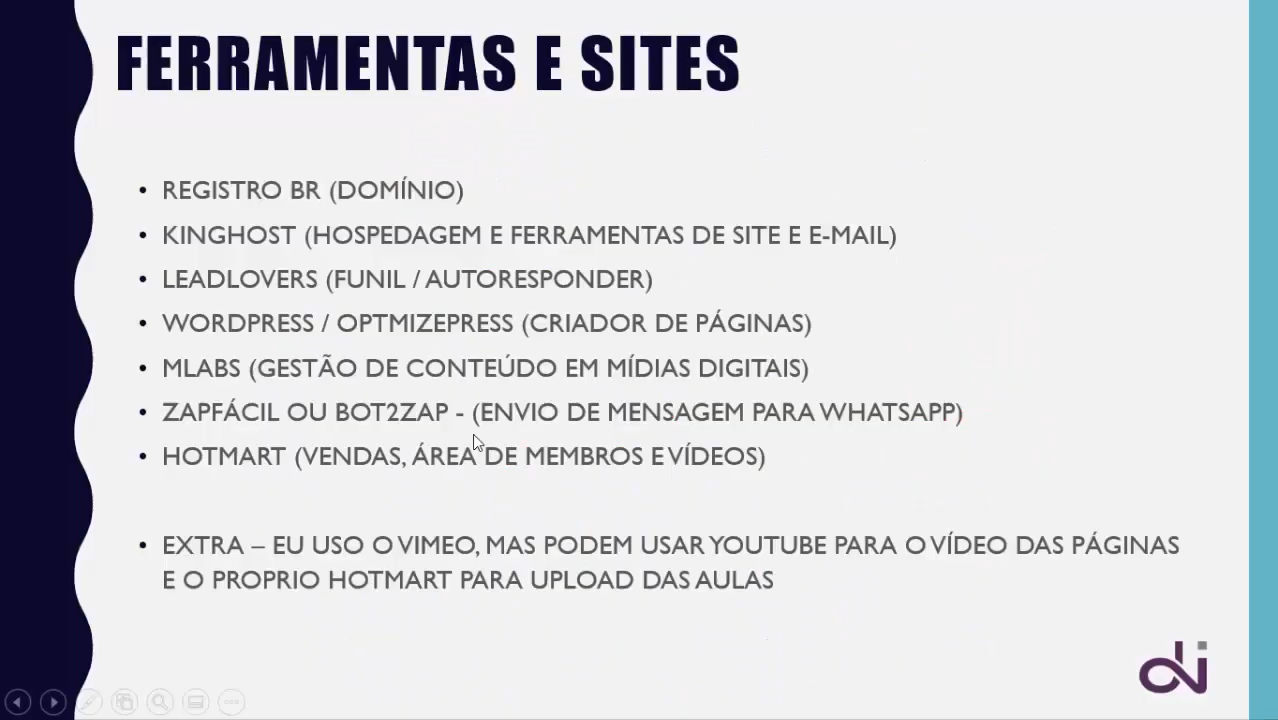 FERRAMENTAS E SITES
• REGISTRO BR (DOMÍNIO)
• KINGHOST (HOSPEDAGEM E FERRAMENTAS DE SITE E E-MAIL)
• LEADLOVERS (FUNIL / AUTORESPONDER)
• WORDPRESS / OPTMIZEPRESS (CRIADOR DE PÁGINAS)
• MLABS (GESTÃO DE CONTEÚDO EM MÍDIAS DIGITAIS)
• ZAPFÁCIL OU BOT2ZAP - (ENVIO DE MENSAGEM PARA WHATSAPP)
• HOTMART (VENDAS, ÁREA DE MEMBROS E VÍDEOS)
• EXTRA – EU USO O VIMEO, MAS PODEM USAR YOUTUBE PARA O VÍDEO DAS PÁGINAS
E O PROPRIO HOTMART PARA UPLOAD DAS AULAS